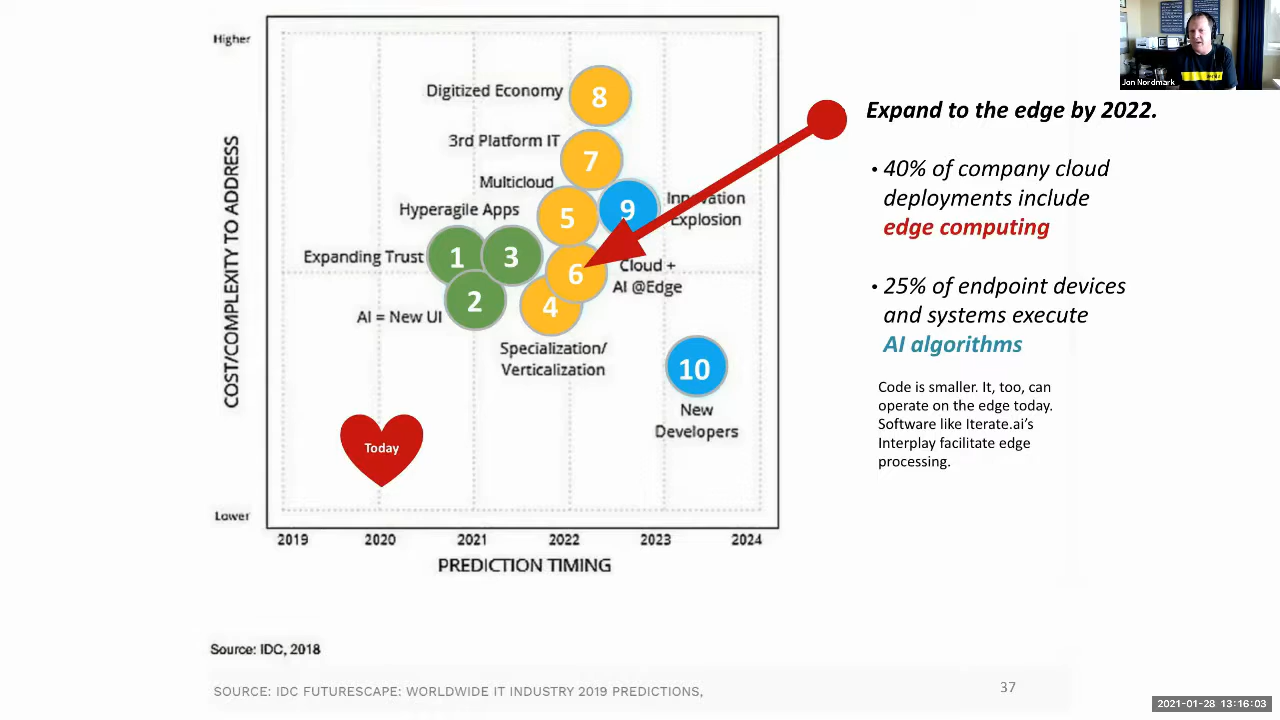 Higher
Digitized Economy
8
3rd Platform IT
7
Multicloud
Hyperagile Apps
5
9
Innovation
Explosion
Expanding Trust
1
3
6
Cloud +
AI @Edge
AI = New UI
2
4
Specialization/
Verticalization
10
New
Developers
Today
Lower
COST/COMPLEXITY TO ADDRESS
2019 2020 2021 2022 2023 2024
PREDICTION TIMING
Source: IDC, 2018
SOURCE: IDC FUTURESCAPE: WORLDWIDE IT INDUSTRY 2019 PREDICTIONS,
37
Jon Nordmark
Expand to the edge by 2022.
• 40% of company cloud
deployments include
edge computing
• 25% of endpoint devices
and systems execute
AI algorithms
Code is smaller. It, too, can
operate on the edge today.
Software like Iterate.ai's
Interplay facilitate edge
processing.
2021-01-28 13:16:03